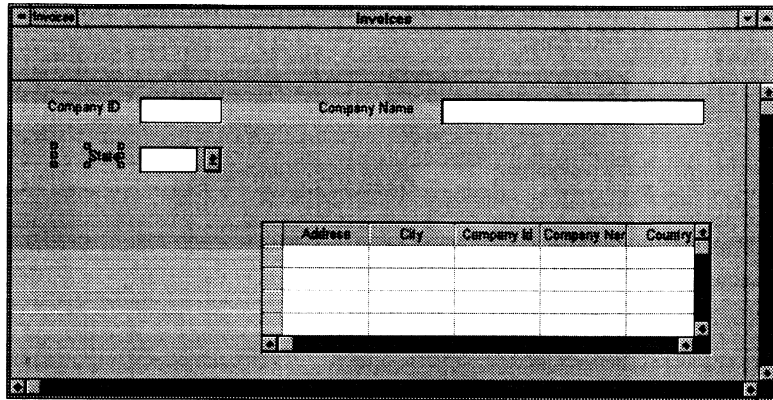 Invoices Invoices
Company ID Company Name
State
Address City Company Id Company Nar Country